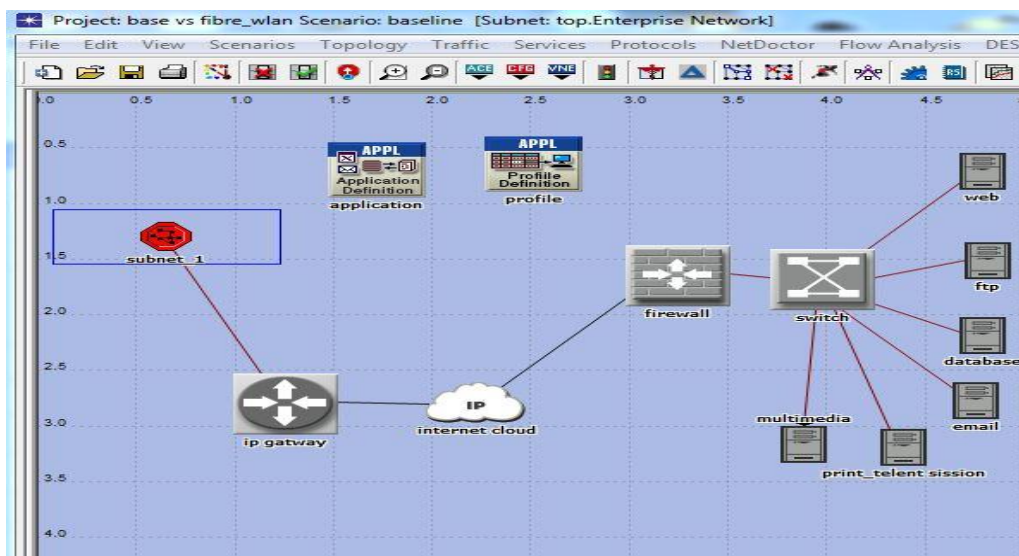 Project: base vs fibre_wlan Scenario: baseline [Subnet: top.Enterprise Network]
File Edit View Scenarios Topology Traffic Services Protocols NetDoctor Flow Analysis DES
ACE CFG VNE RSI
0.0 0.5 1.0 1.5 2.0 2.5 3.0 3.5 4.0 4.5
0.5
APPL
Application
Definition
application
APPL
Profiile
Definition
profile
web
1.0
subnet_1
1.5
firewall
switch
ftp
2.0
database
2.5
ip gatway
IP
internet cloud
multimedia
email
3.0
print_telent sission
3.5
4.0